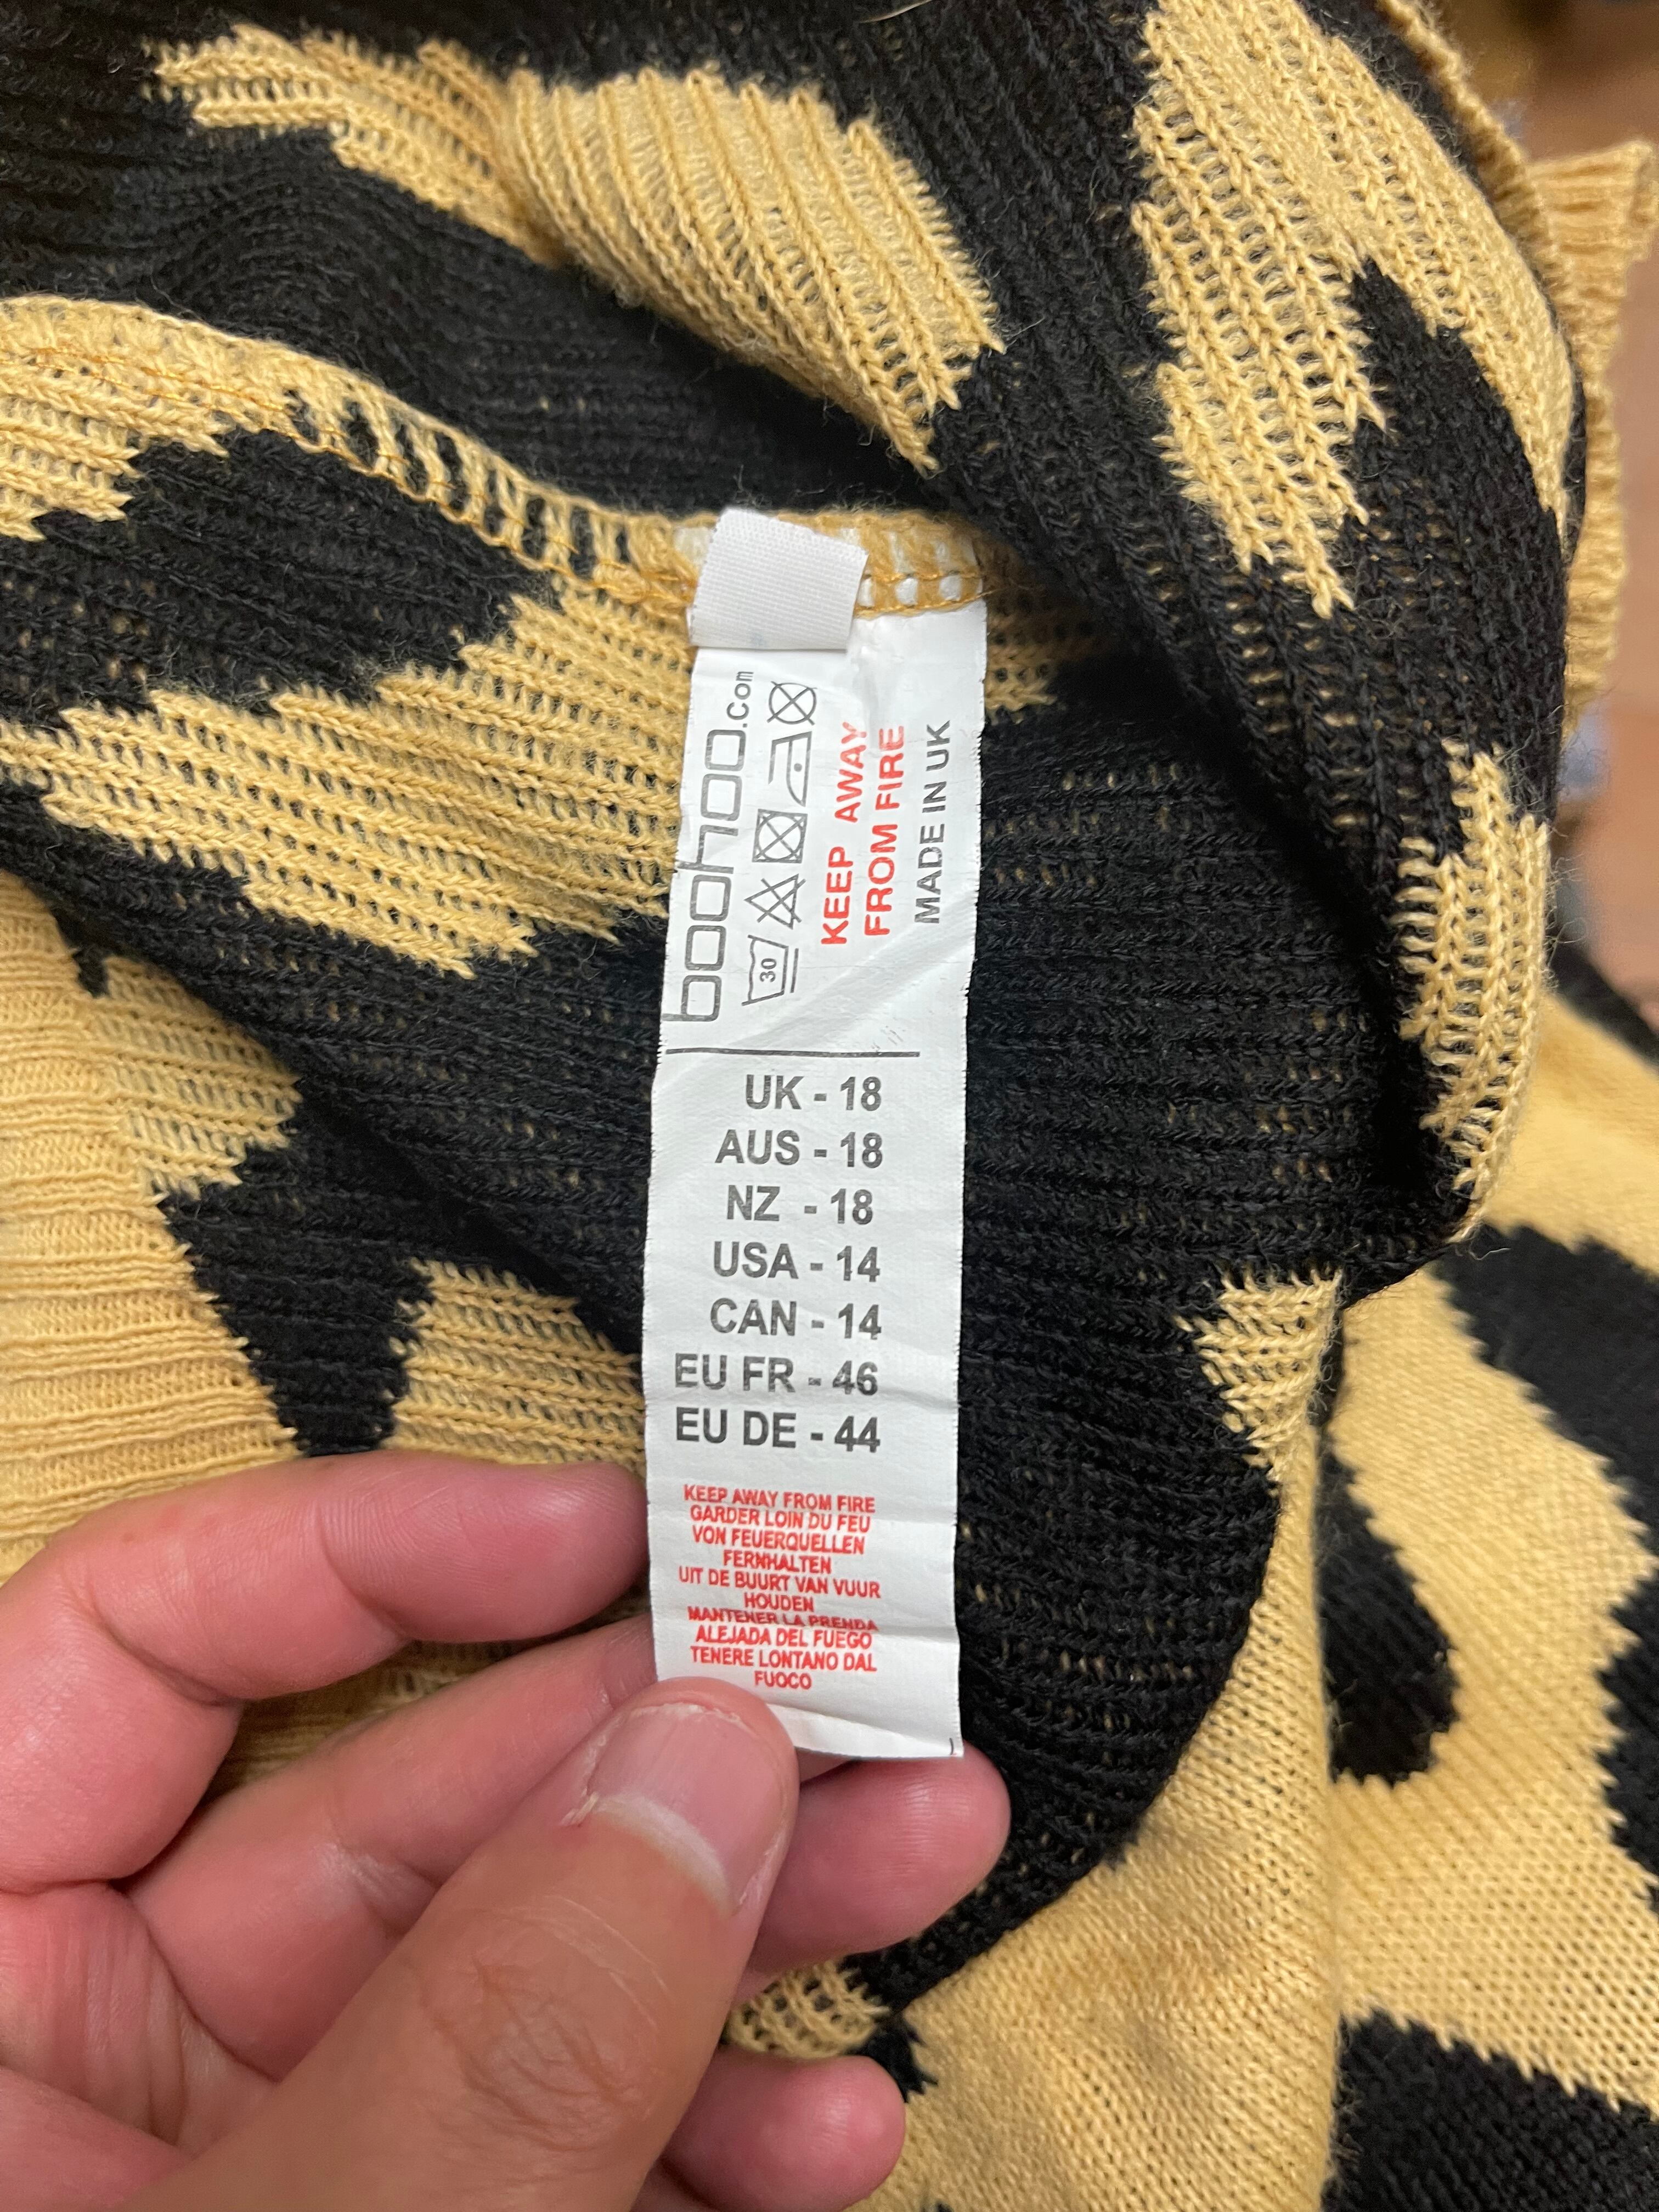 boohoo.com
30
KEEP AWAY
FROM FIRE
MADE IN UK
UK - 18
AUS - 18
NZ - 18
USA - 14
CAN - 14
EU FR - 46
EU DE - 44
KEEP AWAY FROM FIRE
GARDER LOIN DU FEU
VON FEUERQUELLEN
FERNHALTEN
UIT DE BUURT VAN VUUR
HOUDEN
MANTENER LA PRENDA
ALEJADA DEL FUEGO
TENERE LONTANO DAL
FUOCO